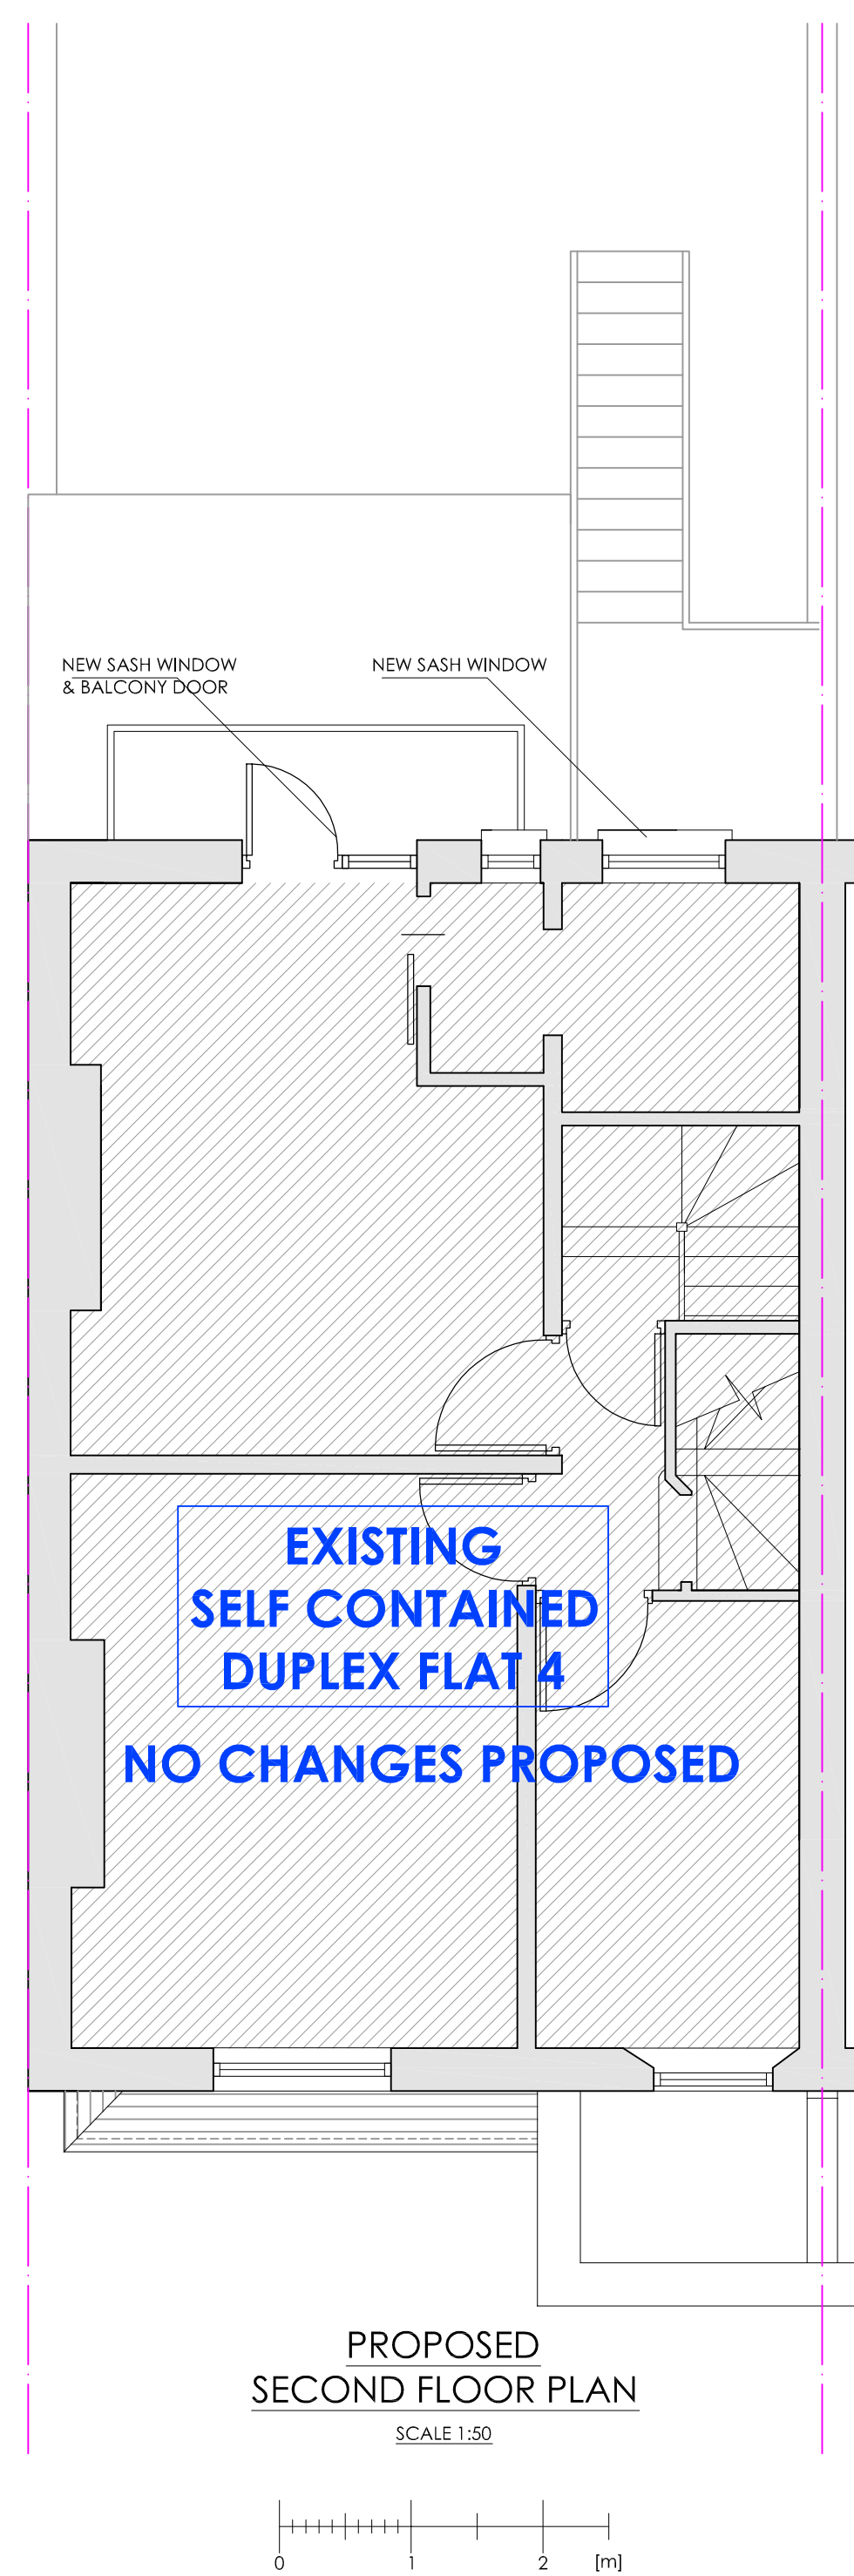 NEW SASH WINDOW
& BALCONY DOOR
NEW SASH WINDOW
EXISTING
SELF CONTAINED
DUPLEX FLAT 4
NO CHANGES PROPOSED
PROPOSED
SECOND FLOOR PLAN
SCALE 1:50
0 1 2 [m]